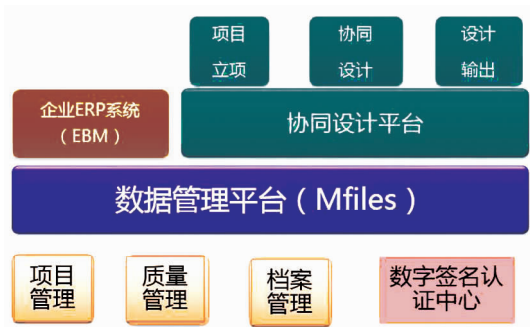 项目
立项
协同
设计
设计
输出
企业ERP系统
（EBM）
协同设计平台
数据管理平台（Mfiles）
项目
管理
质量
管理
档案
管理
数字签名认
证中心